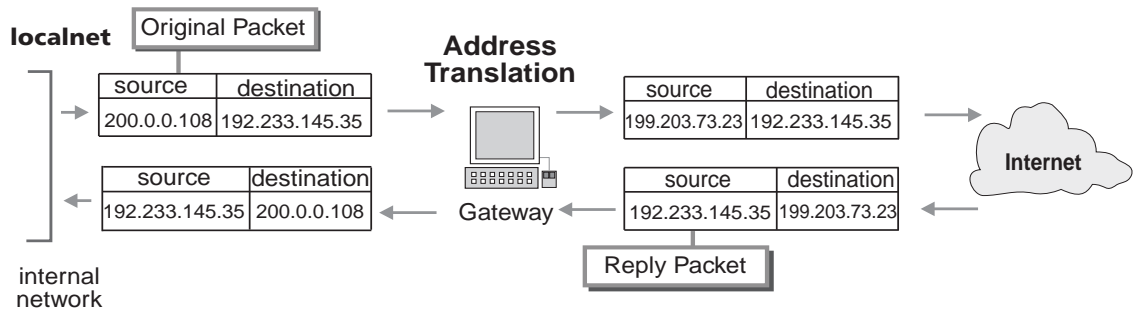 localnet
Original Packet
Address
Translation
source destination
200.0.0.108 192.233.145.35
source destination
199.203.73.23 192.233.145.35
Internet
source destination
192.233.145.35 200.0.0.108
Gateway
source destination
192.233.145.35 199.203.73.23
Reply Packet
internal
network